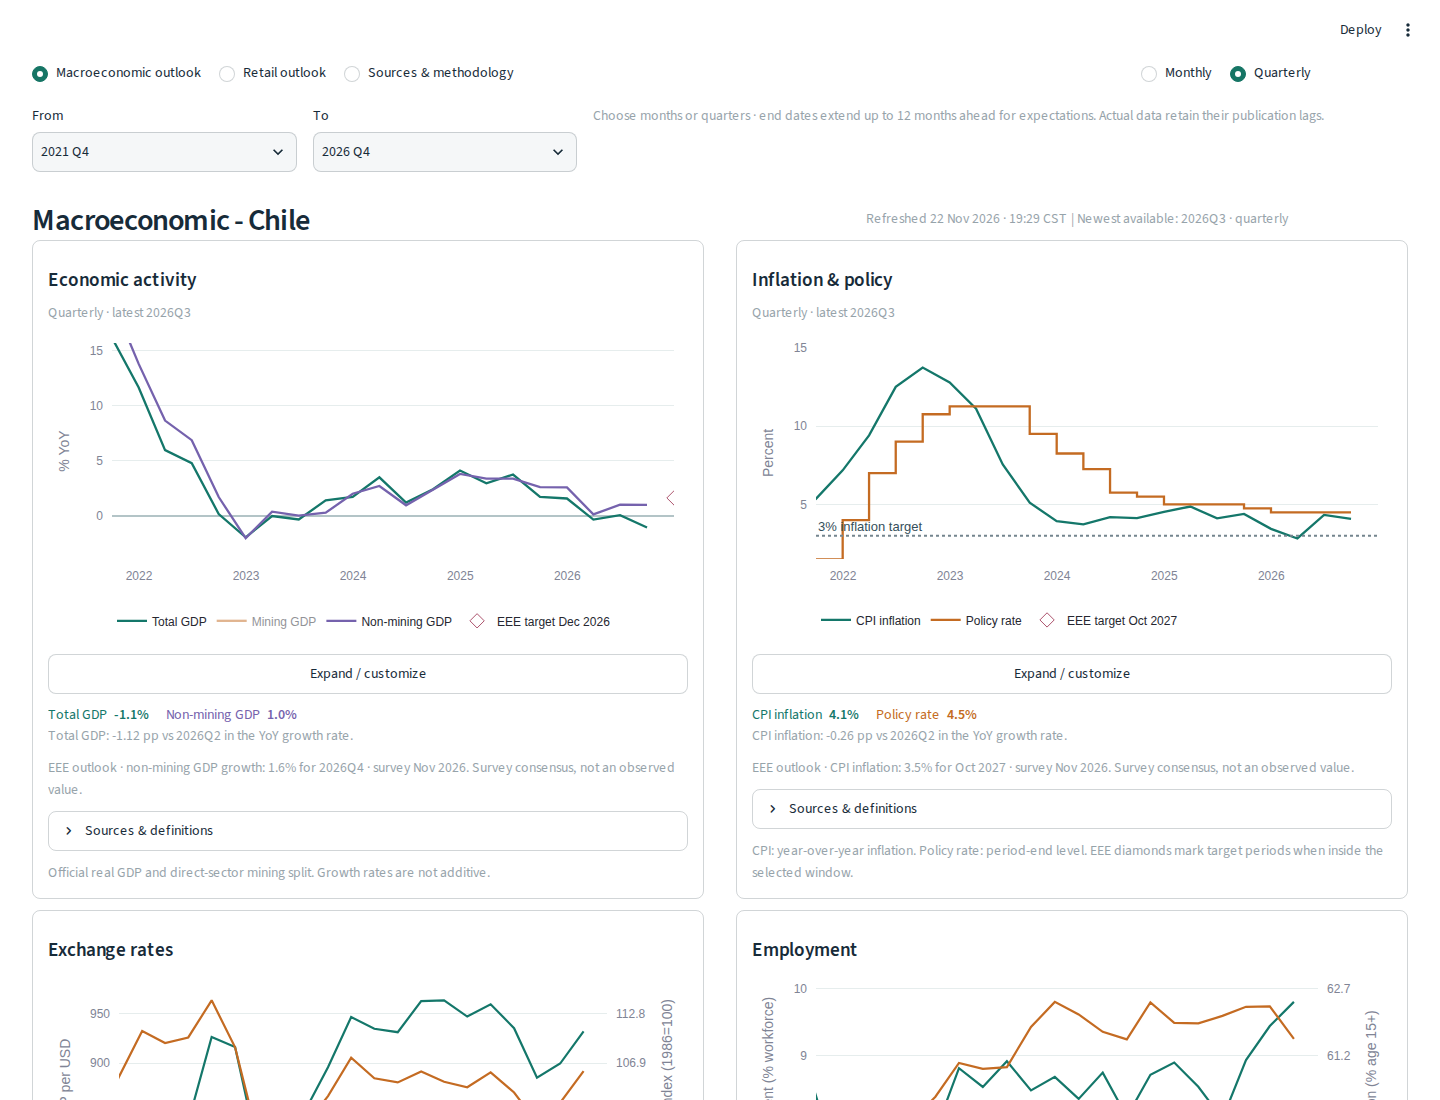 Deploy
Macroeconomic outlook Retail outlook Sources & methodology Monthly Quarterly
From To Choose months or quarters · end dates extend up to 12 months ahead for expectations. Actual data retain their publication lags.
2021 Q4 2026 Q4
Macroeconomic - Chile
Refreshed 22 Nov 2026 · 19:29 CST | Newest available: 2026Q3 · quarterly
Economic activity
Quarterly · latest 2026Q3
15
10
5
0
% YoY
2022 2023 2024 2025 2026
Total GDP Mining GDP Non-mining GDP EEE target Dec 2026
Expand / customize
Total GDP -1.1% Non-mining GDP 1.0%
Total GDP: -1.12 pp vs 2026Q2 in the YoY growth rate.
EEE outlook · non-mining GDP growth: 1.6% for 2026Q4 · survey Nov 2026. Survey consensus, not an observed
value.
Sources & definitions
Official real GDP and direct-sector mining split. Growth rates are not additive.
Inflation & policy
Quarterly · latest 2026Q3
15
10
5
Percent
3% inflation target
2022 2023 2024 2025 2026
CPI inflation Policy rate EEE target Oct 2027
Expand / customize
CPI inflation 4.1% Policy rate 4.5%
CPI inflation: -0.26 pp vs 2026Q2 in the YoY growth rate.
EEE outlook · CPI inflation: 3.5% for Oct 2027 · survey Nov 2026. Survey consensus, not an observed value.
Sources & definitions
CPI: year-over-year inflation. Policy rate: period-end level. EEE diamonds mark target periods when inside the
selected window.
Exchange rates
950
900
P per USD
112.8
106.9
ndex (1986=100)
Employment
10
9
ent (% workforce)
62.7
61.2
n (% age 15+)